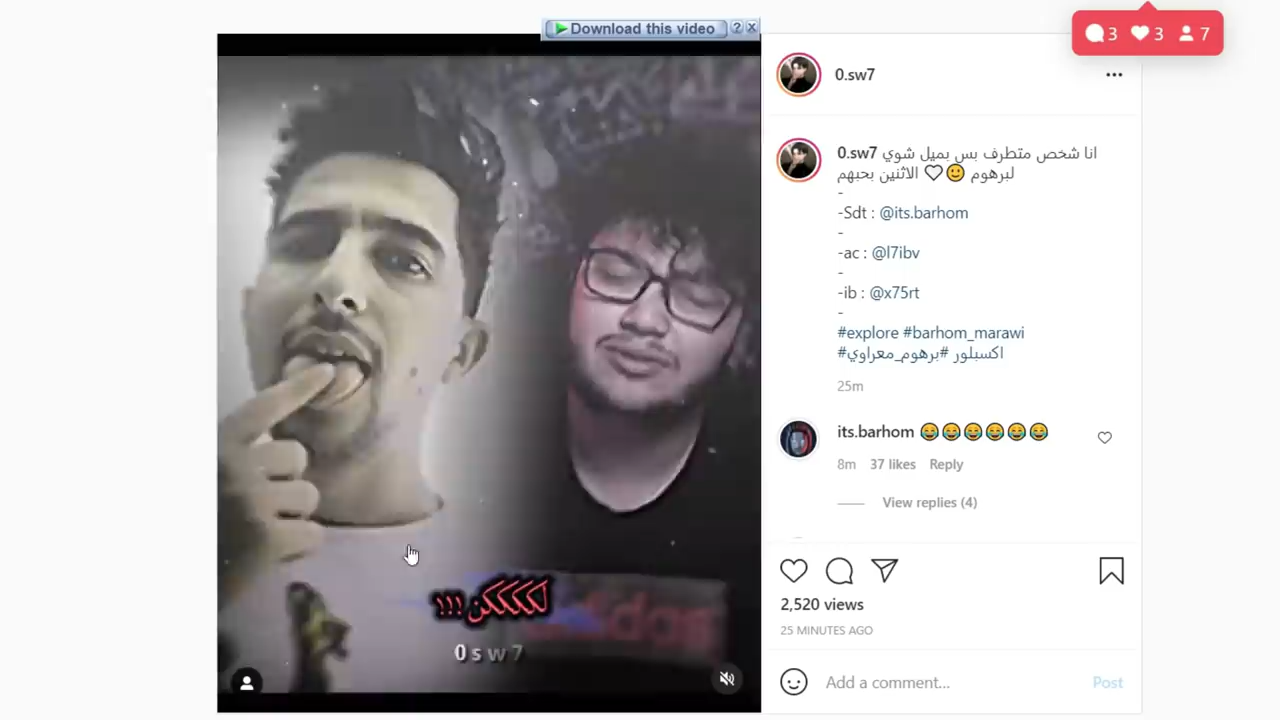 Download this video
3 3 7
0.sw7
0.sw7 انا شخص متطرف بس بميل شوي
لبرهوم 🙂🤍 الاثنين بحبهم
-
-Sdt : @its.barhom
-
-ac : @l7ibv
-
-ib : @x75rt
-
#explore #barhom_marawi
#اكسبلور #برهوم_معراوي
25m
its.barhom 😂😂😂😂😂😂
8m 37 likes Reply
View replies (4)
لككككن !!!
0sw7
2,520 views
25 MINUTES AGO
Add a comment...
Post